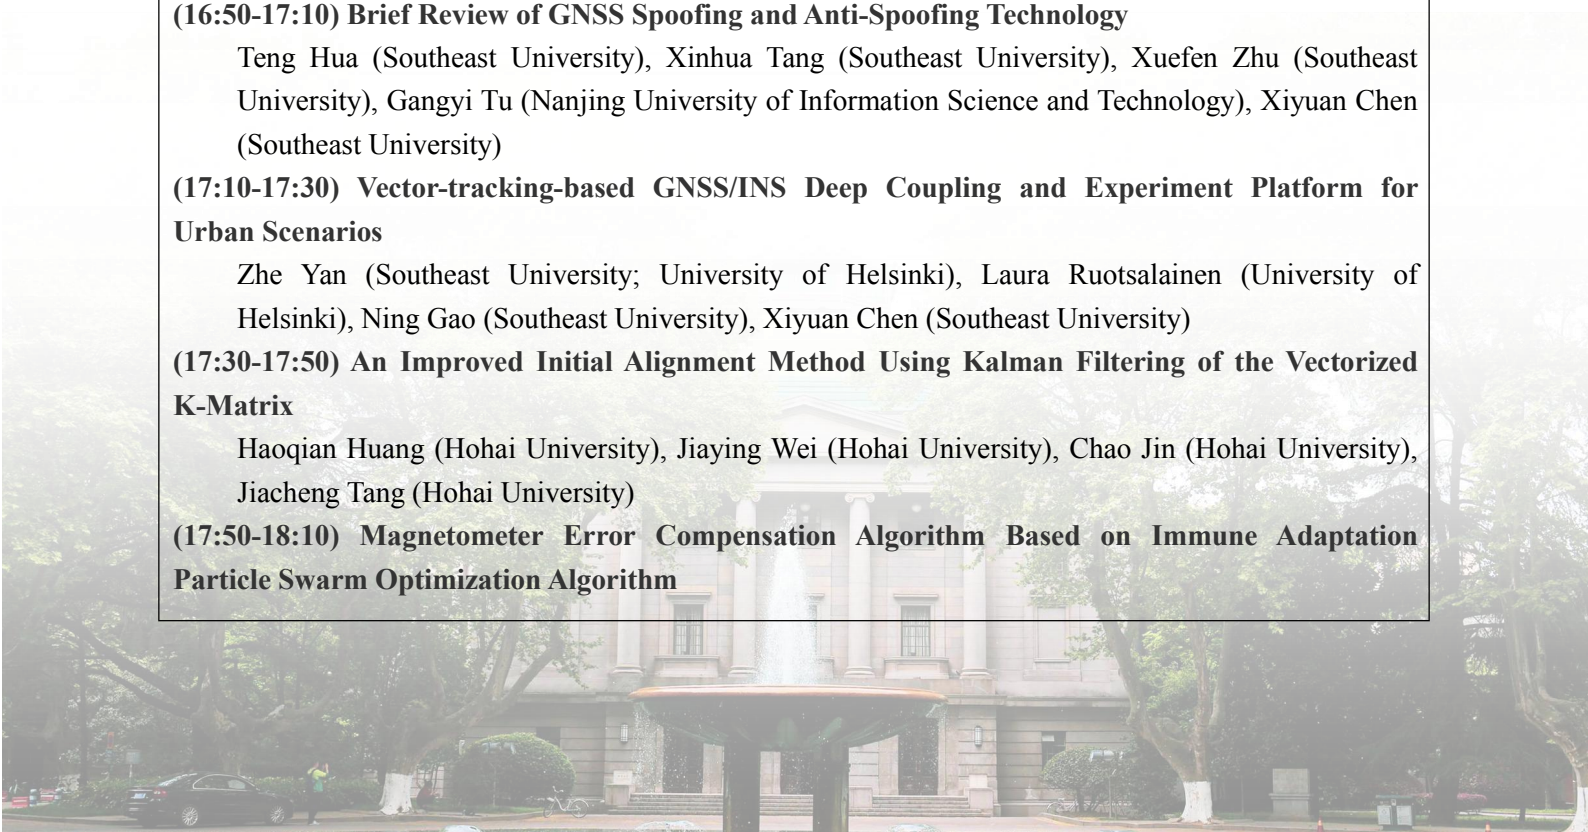 (16:50-17:10) Brief Review of GNSS Spoofing and Anti-Spoofing Technology
Teng Hua (Southeast University), Xinhua Tang (Southeast University), Xuefen Zhu (Southeast
University), Gangyi Tu (Nanjing University of Information Science and Technology), Xiyuan Chen
(Southeast University)
(17:10-17:30) Vector-tracking-based GNSS/INS Deep Coupling and Experiment Platform for
Urban Scenarios
Zhe Yan (Southeast University; University of Helsinki), Laura Ruotsalainen (University of
Helsinki), Ning Gao (Southeast University), Xiyuan Chen (Southeast University)
(17:30-17:50) An Improved Initial Alignment Method Using Kalman Filtering of the Vectorized
K-Matrix
Haoqian Huang (Hohai University), Jiaying Wei (Hohai University), Chao Jin (Hohai University),
Jiacheng Tang (Hohai University)
(17:50-18:10) Magnetometer Error Compensation Algorithm Based on Immune Adaptation
Particle Swarm Optimization Algorithm